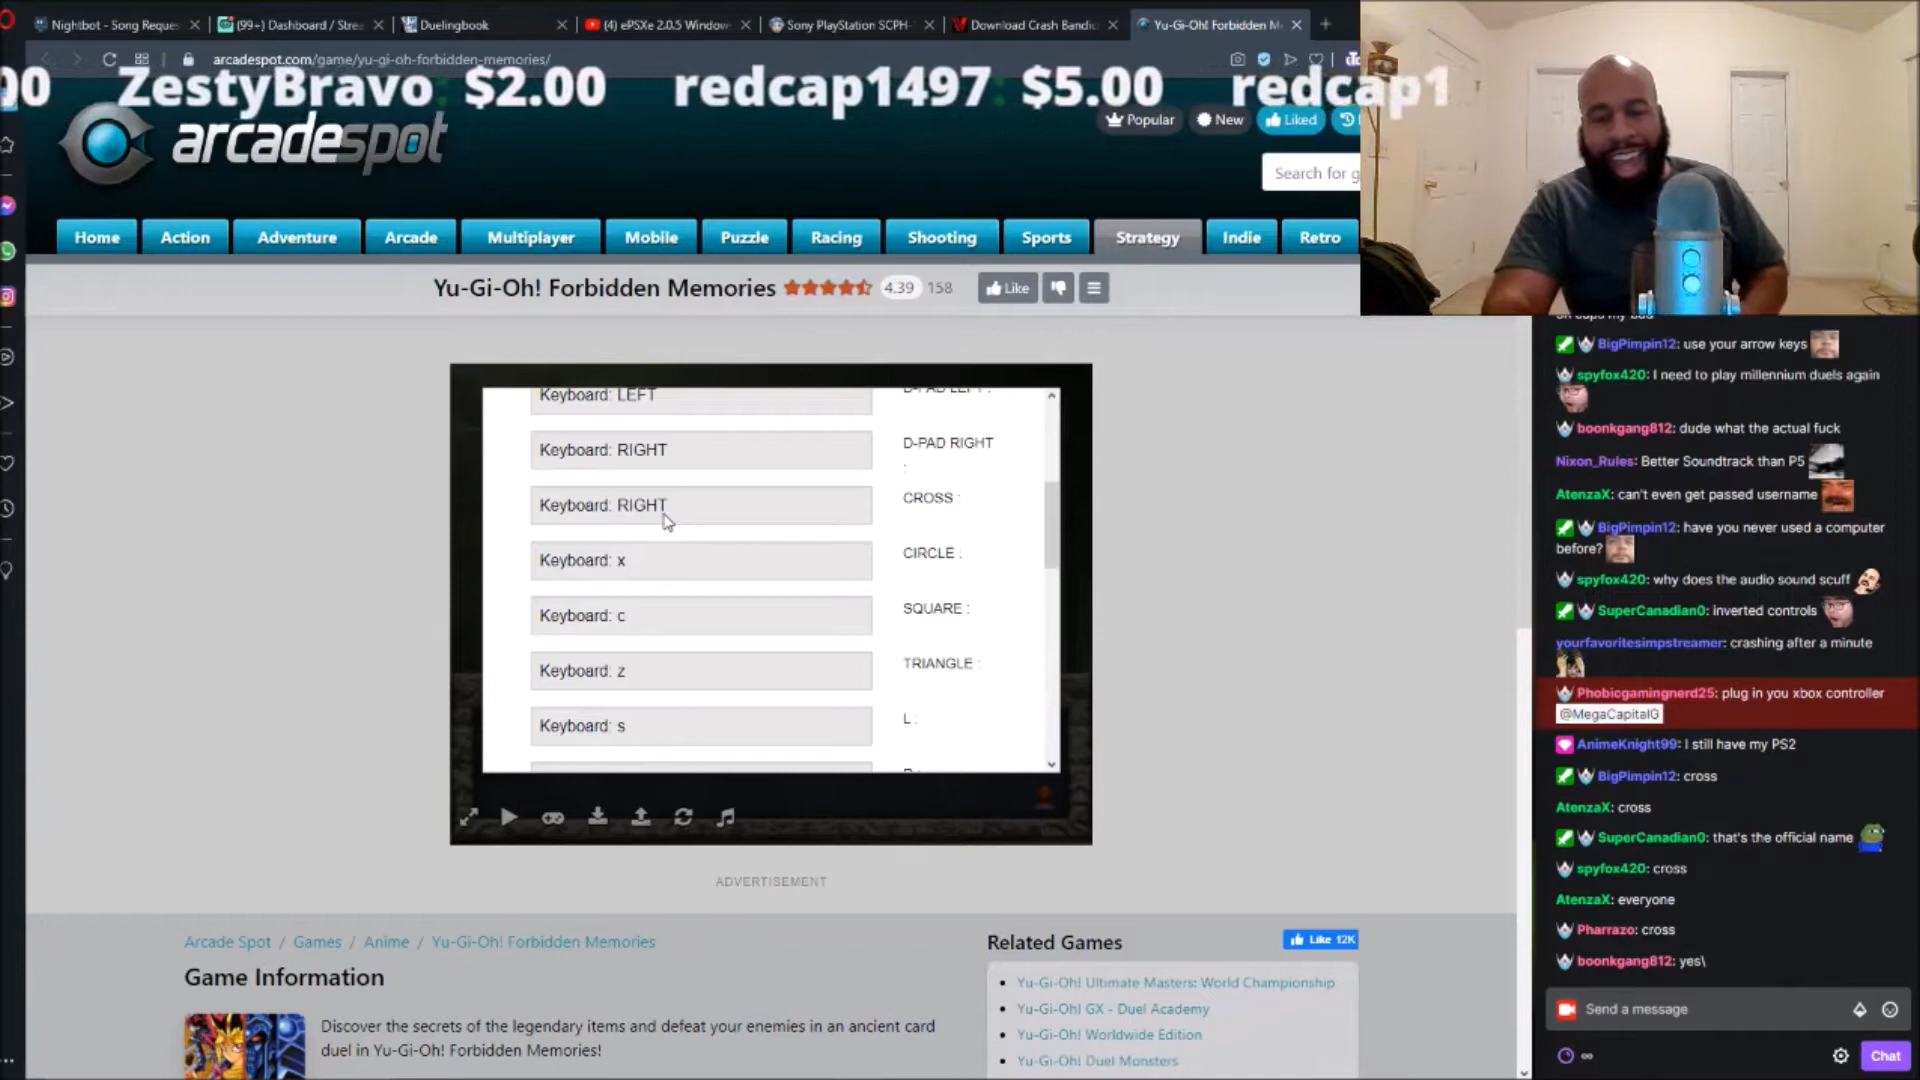 Nightbot - Song Reques
(99+) Dashboard / Strea
Duelingbook
(4) ePSXe 2.0.5 Window
Sony PlayStation SCPH-
Download Crash Bandic
Yu-Gi-Oh! Forbidden M
arcadespot.com/game/yu-gi-oh-forbidden-memories/
00 ZestyBravo: $2.00 redcap1497: $5.00 redcap1
arcadespot
Popular
New
Liked
Search for g
Home
Action
Adventure
Arcade
Multiplayer
Mobile
Puzzle
Racing
Shooting
Sports
Strategy
Indie
Retro
Yu-Gi-Oh! Forbidden Memories
4.39 158
Like
Keyboard: LEFT
D-PAD LEFT :
Keyboard: RIGHT
D-PAD RIGHT
:
Keyboard: RIGHT
CROSS :
Keyboard: x
CIRCLE :
Keyboard: c
SQUARE :
Keyboard: z
TRIANGLE :
Keyboard: s
L :
ADVERTISEMENT
Arcade Spot / Games / Anime / Yu-Gi-Oh! Forbidden Memories
Game Information
Discover the secrets of the legendary items and defeat your enemies in an ancient card
duel in Yu-Gi-Oh! Forbidden Memories!
Related Games
Like 12K
Yu-Gi-Oh! Ultimate Masters: World Championship
Yu-Gi-Oh! GX - Duel Academy
Yu-Gi-Oh! Worldwide Edition
Yu-Gi-Oh! Duel Monsters
BigPimpin12: use your arrow keys
spyfox420: I need to play millennium duels again
boonkgang812: dude what the actual fuck
Nixon_Rules: Better Soundtrack than P5
AtenzaX: can't even get passed username
BigPimpin12: have you never used a computer
before?
spyfox420: why does the audio sound scuff
SuperCanadian0: inverted controls
yourfavoritesimpstreamer: crashing after a minute
Phobicgamingnerd25: plug in you xbox controller
@MegaCapitalG
AnimeKnight99: I still have my PS2
BigPimpin12: cross
AtenzaX: cross
SuperCanadian0: that's the official name
spyfox420: cross
AtenzaX: everyone
Pharrazo: cross
boonkgang812: yes\
Send a message
Chat